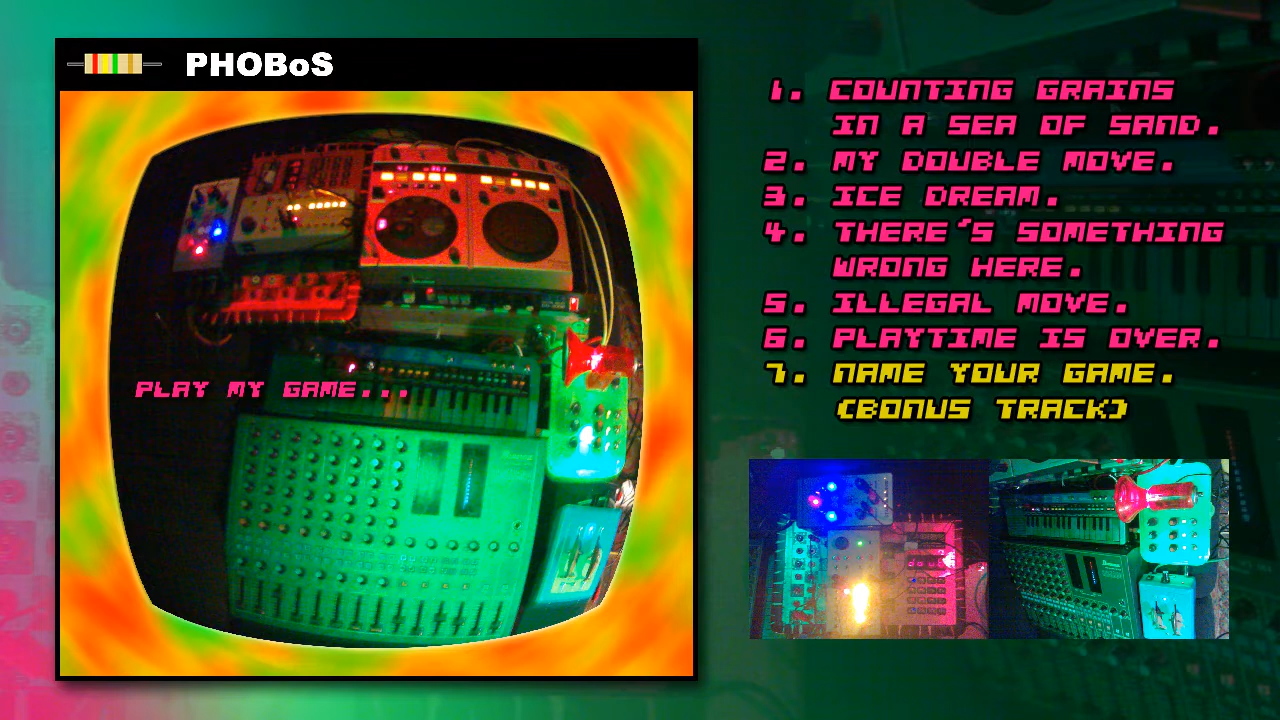 PHOBoS
PLAY MY GAME...
1. COUNTING GRAINS
IN A SEA OF SAND.
2. MY DOUBLE MOVE.
3. ICE DREAM.
4. THERE'S SOMETHING
WRONG HERE.
5. ILLEGAL MOVE.
6. PLAYTIME IS OVER.
7. NAME YOUR GAME.
(BONUS TRACK)